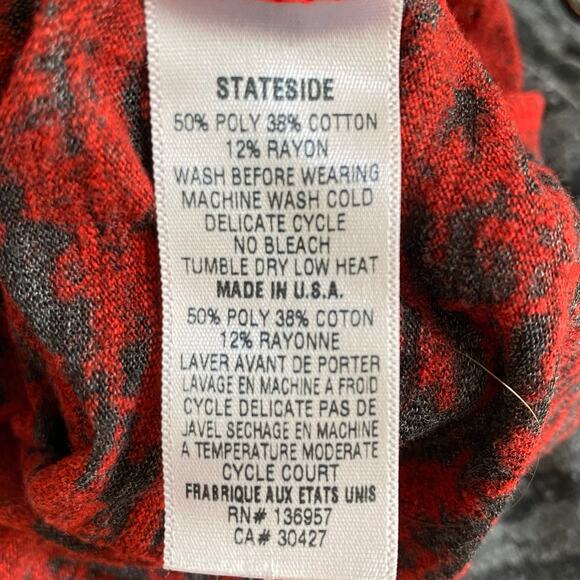 STATESIDE
50% POLY 38% COTTON
12% RAYON
WASH BEFORE WEARING
MACHINE WASH COLD
DELICATE CYCLE
NO BLEACH
TUMBLE DRY LOW HEAT
MADE IN U.S.A.
50% POLY 38% COTON
12% RAYONNE
LAVER AVANT DE PORTER
LAVAGE EN MACHINE A FROID
CYCLE DELICATE PAS DE
JAVEL SECHAGE EN MACHINE
A TEMPERATURE MODERATE
CYCLE COURT
FRABRIQUE AUX ETATS UNIS
RN# 136957
CA# 30427